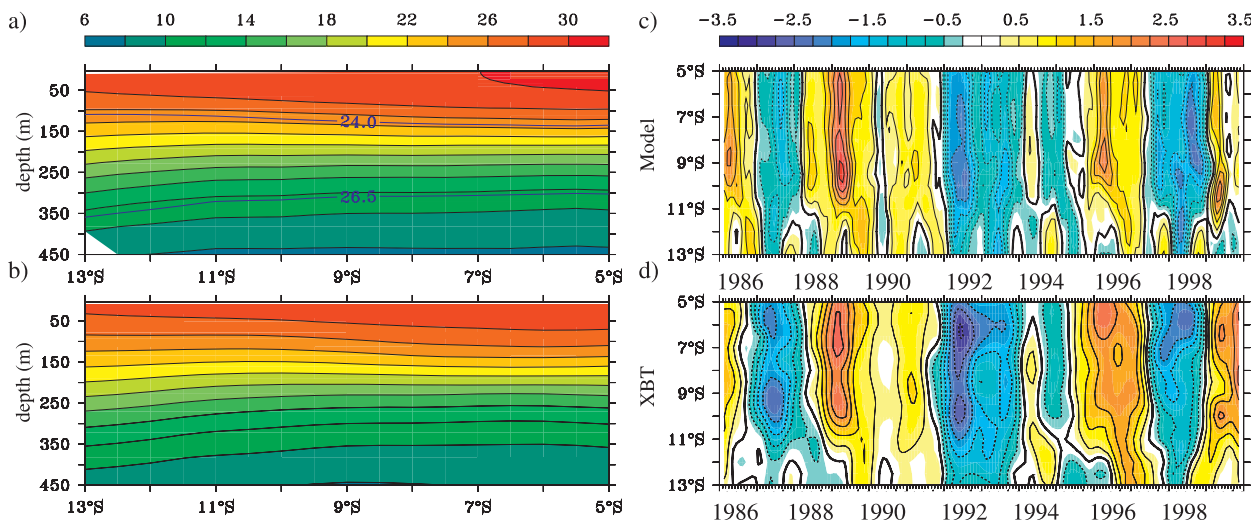 a)
6 10 14 18 22 26 30
50
150
250
350
450
depth (m)
24.0
26.5
13°S 11°S 9°S 7°S 5°S
b)
50
150
250
350
450
depth (m)
13°S 11°S 9°S 7°S 5°S
c)
-3.5 -2.5 -1.5 -0.5 0.5 1.5 2.5 3.5
5°S
7°S
9°S
11°S
13°S
Model
1986 1988 1990 1992 1994 1996 1998
d)
5°S
7°S
9°S
11°S
13°S
XBT
1986 1988 1990 1992 1994 1996 1998